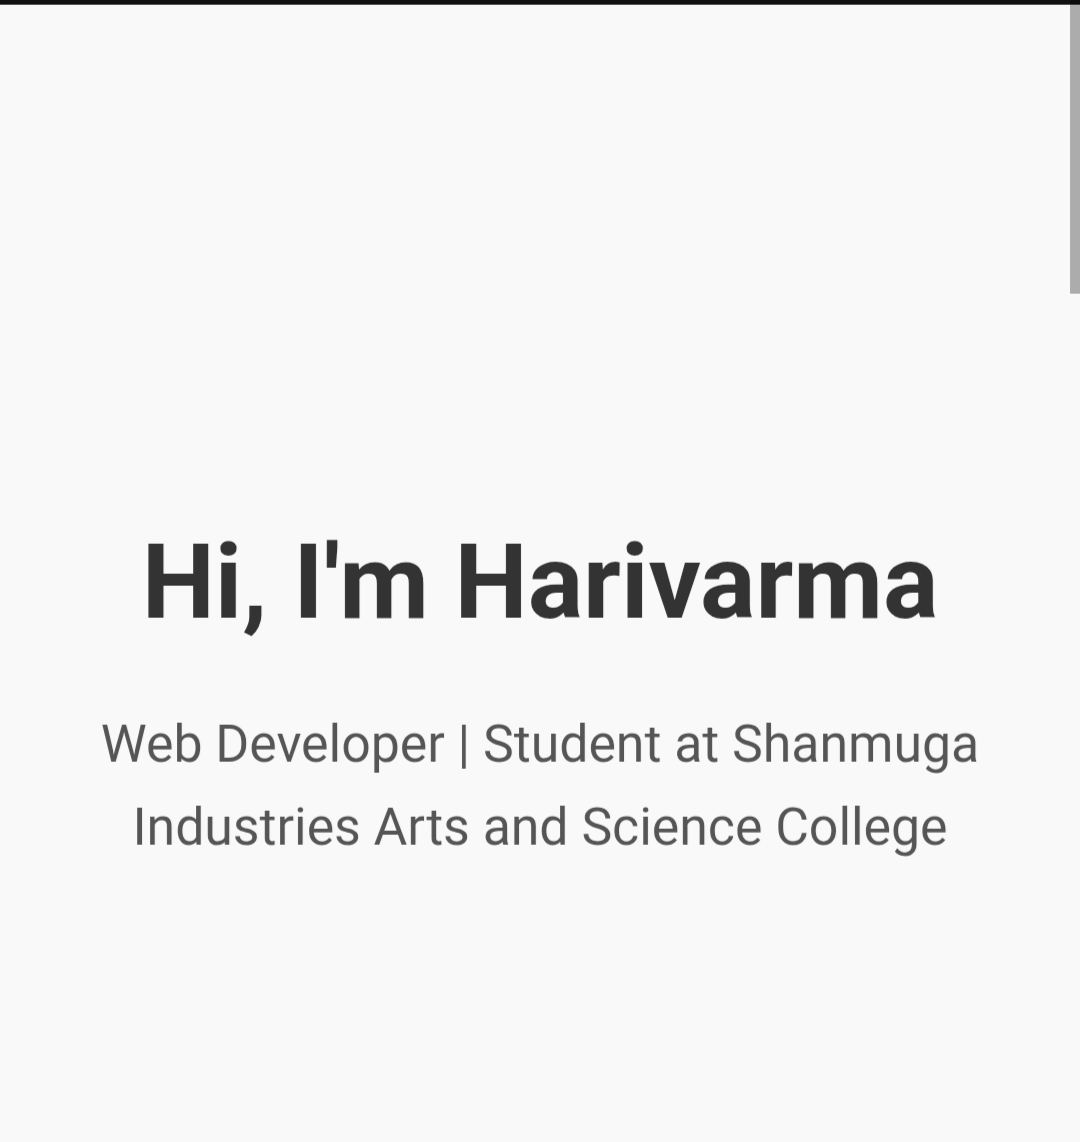 Hi, I'm Harivarma
Web Developer | Student at Shanmuga
Industries Arts and Science College